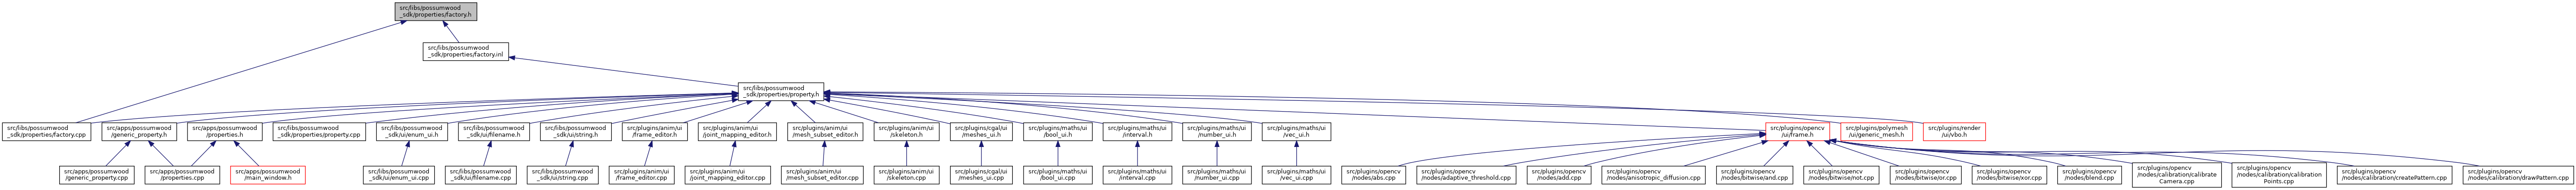 src/libs/possumwood
_sdk/properties/factory.h
src/libs/possumwood
_sdk/properties/factory.inl
src/libs/possumwood
_sdk/properties/property.h
src/libs/possumwood
_sdk/properties/factory.cpp
src/apps/possumwood
/generic_property.h
src/apps/possumwood
/properties.h
src/libs/possumwood
_sdk/properties/property.cpp
src/libs/possumwood
_sdk/ui/enum_ui.h
src/libs/possumwood
_sdk/ui/filename.h
src/libs/possumwood
_sdk/ui/string.h
src/plugins/anim/ui
/frame_editor.h
src/plugins/anim/ui
/joint_mapping_editor.h
src/plugins/anim/ui
/mesh_subset_editor.h
src/plugins/anim/ui
/skeleton.h
src/plugins/cgal/ui
/meshes_ui.h
src/plugins/maths/ui
/bool_ui.h
src/plugins/maths/ui
/interval.h
src/plugins/maths/ui
/number_ui.h
src/plugins/maths/ui
/vec_ui.h
src/plugins/opencv
/ui/frame.h
src/plugins/polymesh
/ui/generic_mesh.h
src/plugins/render
/ui/vbo.h
src/apps/possumwood
/generic_property.cpp
src/apps/possumwood
/properties.cpp
src/apps/possumwood
/main_window.h
src/libs/possumwood
_sdk/ui/enum_ui.cpp
src/libs/possumwood
_sdk/ui/filename.cpp
src/libs/possumwood
_sdk/ui/string.cpp
src/plugins/anim/ui
/frame_editor.cpp
src/plugins/anim/ui
/joint_mapping_editor.cpp
src/plugins/anim/ui
/mesh_subset_editor.cpp
src/plugins/anim/ui
/skeleton.cpp
src/plugins/cgal/ui
/meshes_ui.cpp
src/plugins/maths/ui
/bool_ui.cpp
src/plugins/maths/ui
/interval.cpp
src/plugins/maths/ui
/number_ui.cpp
src/plugins/maths/ui
/vec_ui.cpp
src/plugins/opencv
/nodes/abs.cpp
src/plugins/opencv
/nodes/adaptive_threshold.cpp
src/plugins/opencv
/nodes/add.cpp
src/plugins/opencv
/nodes/anisotropic_diffusion.cpp
src/plugins/opencv
/nodes/bitwise/and.cpp
src/plugins/opencv
/nodes/bitwise/not.cpp
src/plugins/opencv
/nodes/bitwise/or.cpp
src/plugins/opencv
/nodes/bitwise/xor.cpp
src/plugins/opencv
/nodes/blend.cpp
src/plugins/opencv
/nodes/calibration/calibrate
Camera.cpp
src/plugins/opencv
/nodes/calibration/calibration
Points.cpp
src/plugins/opencv
/nodes/calibration/createPattern.cpp
src/plugins/opencv
/nodes/calibration/drawPattern.cpp